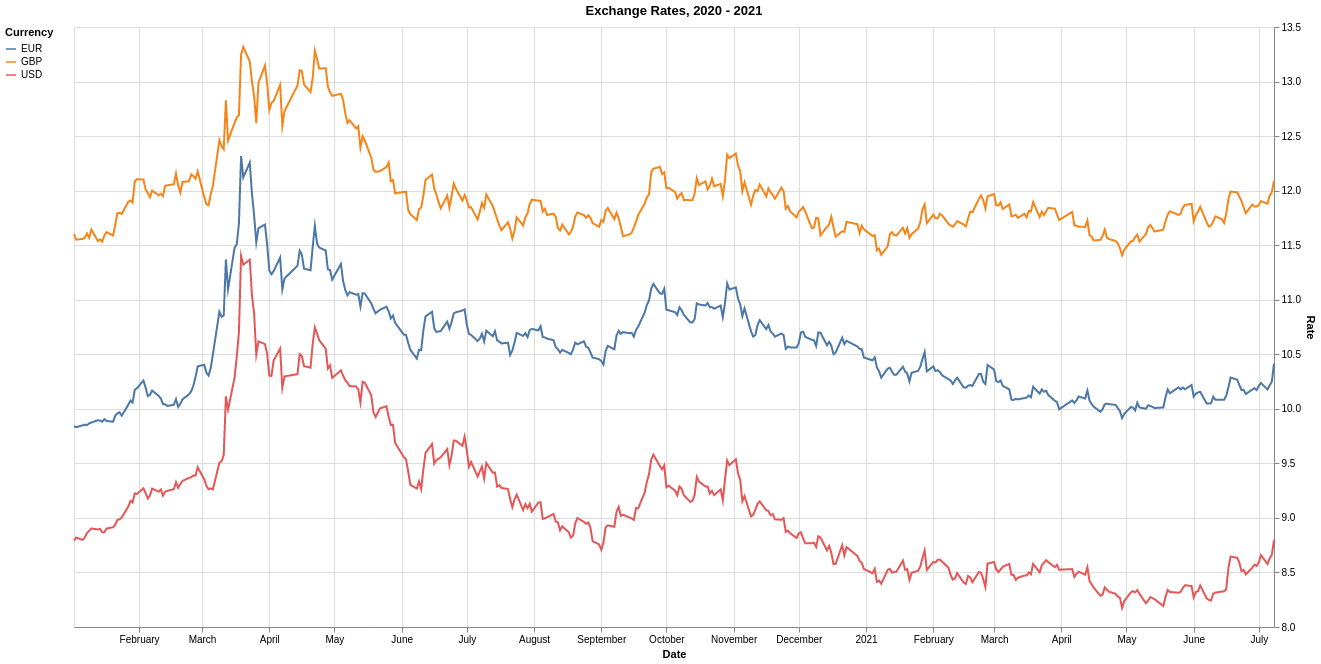 Exchange Rates, 2020 - 2021
Currency
EUR
GBP
USD
13.5
13.0
12.5
12.0
11.5
11.0
10.5
10.0
9.5
9.0
8.5
8.0
Rate
February March April May June July August September October November December 2021 February March April May June July
Date